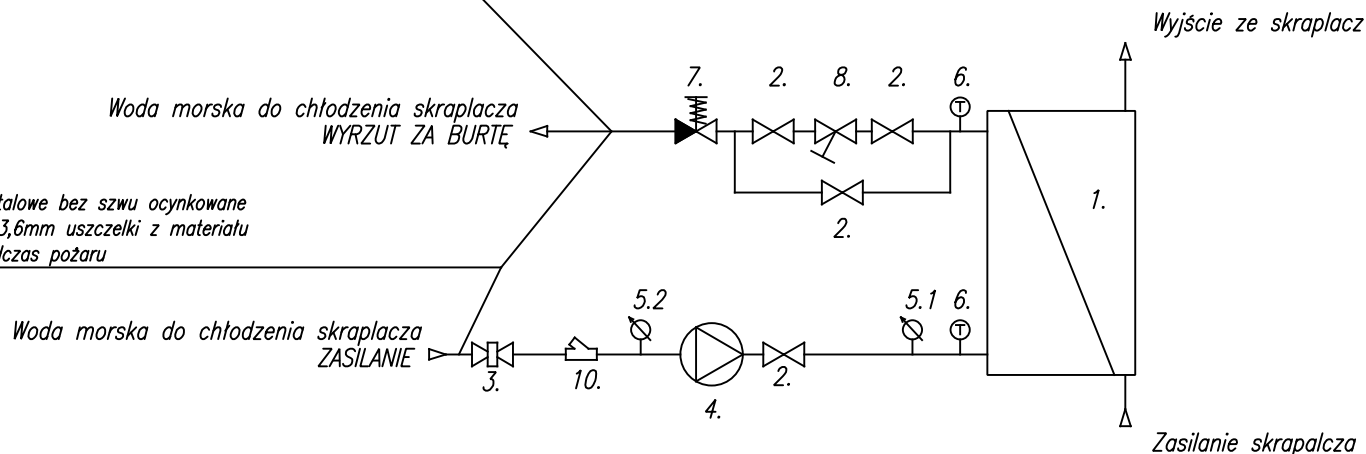 Wyjście ze skraplacz
7.
2.
8.
2.
6.
Woda morska do chłodzenia skraplacza
WYRZUT ZA BURTĘ
1.
talowe bez szwu ocynkowane
3,6mm uszczelki z materiału
dczas pożaru
2.
5.2
5.1
6.
Woda morska do chłodzenia skraplacza
ZASILANIE
T
T
3.
10.
2.
4.
Zasilanie skrapalcza